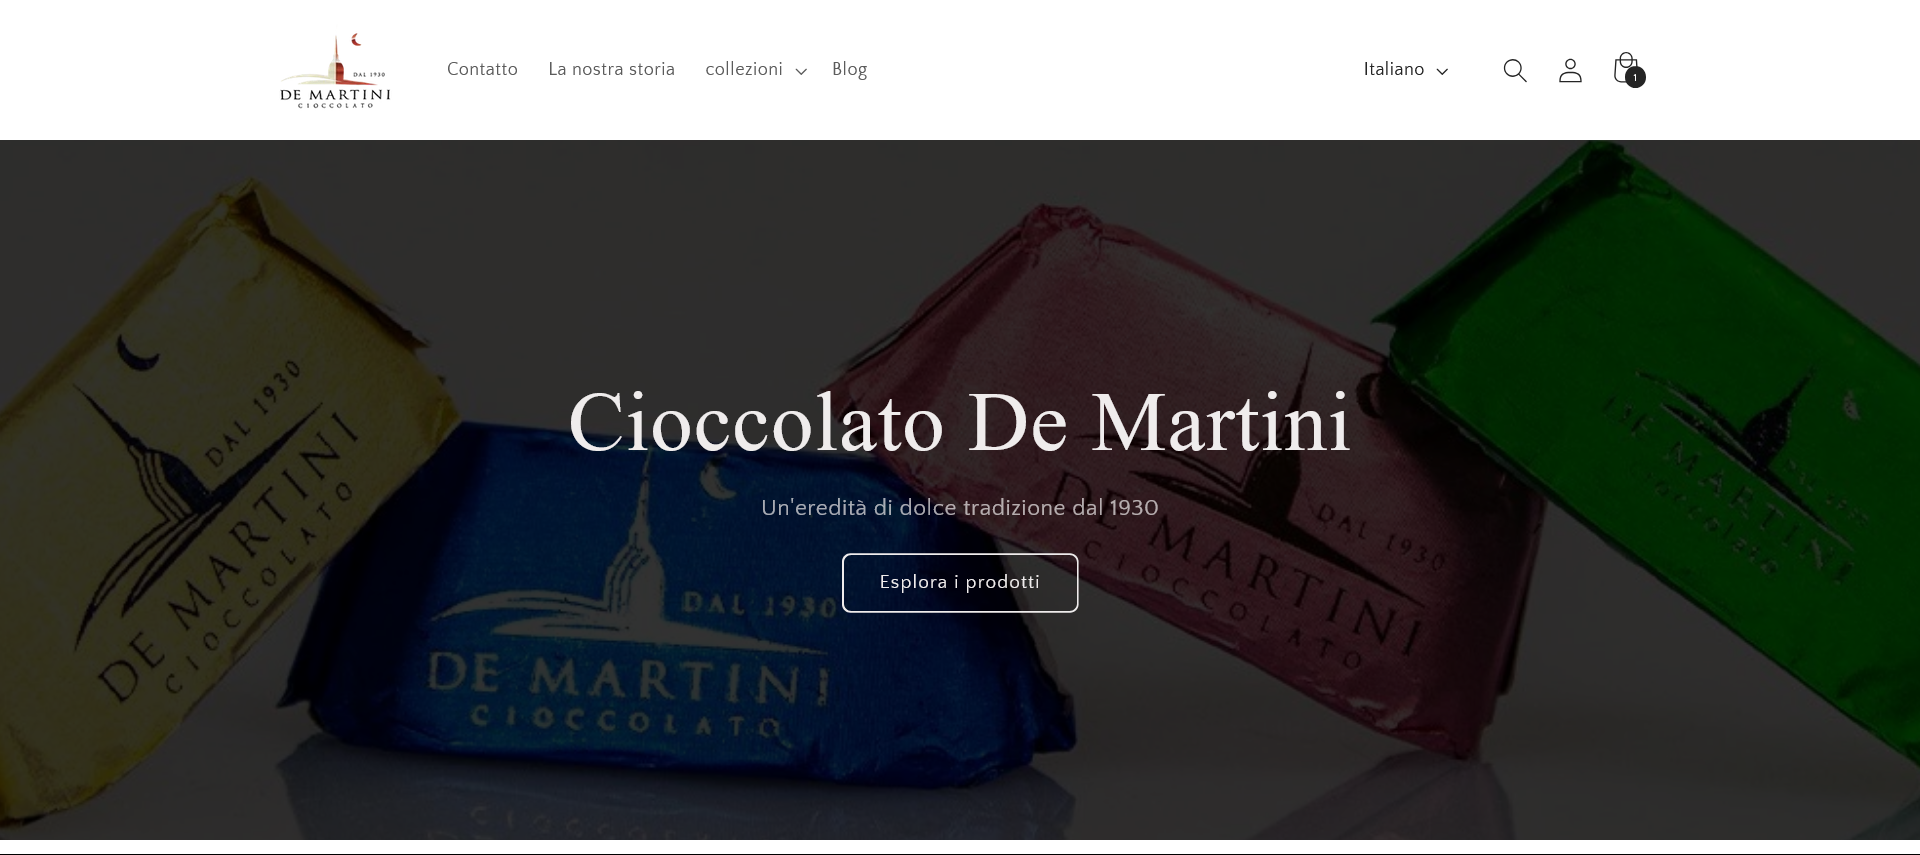 DAL 1930
DE MARTINI
CIOCCOLATO
Contatto
La nostra storia
collezioni
Blog
Italiano
1
Cioccolato De Martini
Un'eredità di dolce tradizione dal 1930
Esplora i prodotti
DAL 1930
DE MARTINI
CIOCCOLATO
DAL 1930
DE MARTINI
CIOCCOLATO
DAL 1930
DE MARTINI
CIOCCOLATO
DE MARTINI
cioccolato